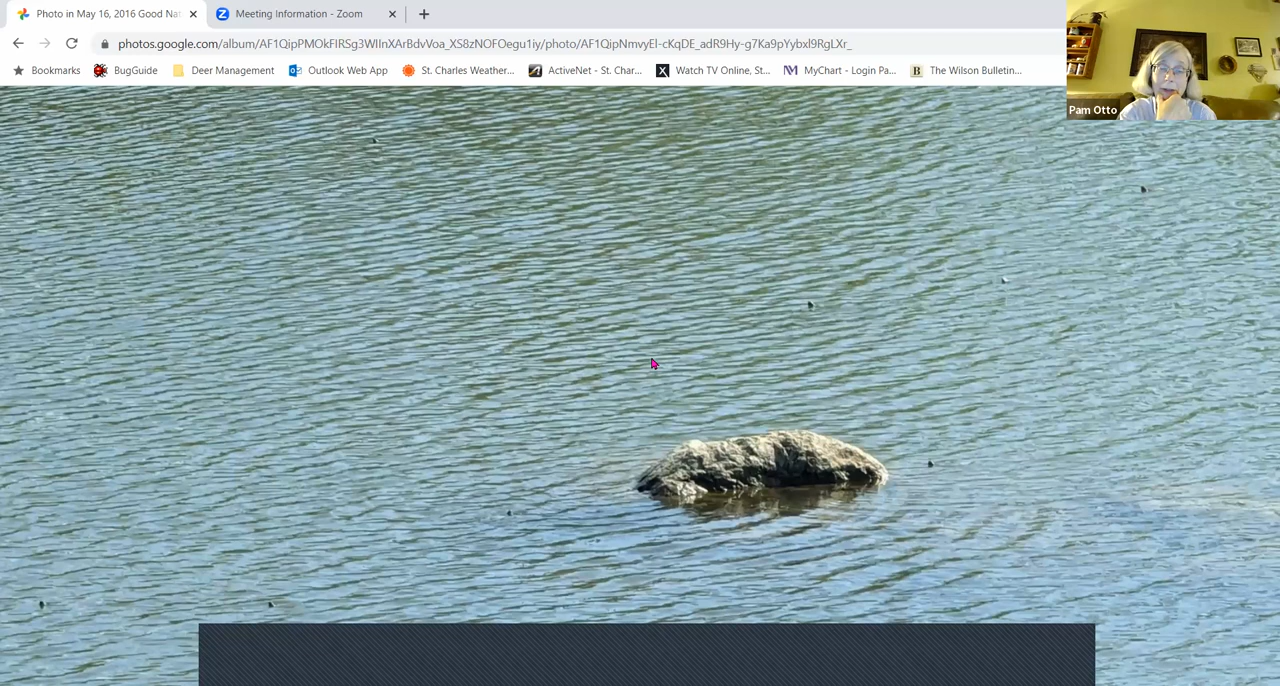 Photo in May 16, 2016 Good Nat
Meeting Information - Zoom
photos.google.com/album/AF1QipPMOkFIRSg3WIInXArBdvVoa_XS8zNOFOegu1iy/photo/AF1QipNmvyEl-cKqDE_adR9Hy-g7Ka9pYybxl9RgLXr_
Bookmarks BugGuide Deer Management Outlook Web App St. Charles Weather... ActiveNet - St. Char... Watch TV Online, St... MyChart - Login Pa... The Wilson Bulletin...
Pam Otto